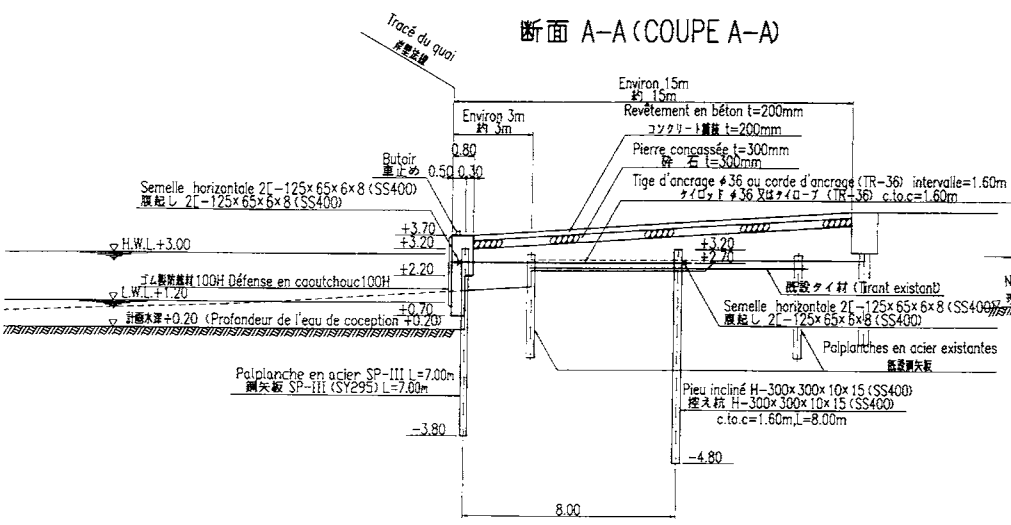 断面 A-A(COUPE A-A)
Tracé du quai
岸壁法線
Environ 15m
約 15m
Revêtement en béton t=200mm
コンクリート舗装 t=200mm
Environ 3m
約 3m
Pierre concassée t=300mm
砕 石 t=300mm
0.80
Butoir
車止め
0.50 0.30
Tige d'ancrage φ36 ou corde d'ancrage (TR-36) intervalle=1.60m
タイロッド φ36 又はタイロープ (TR-36) c.to.c=1.60m
Semelle horizontale 2[-125×65×6×8 (SS400)
腹起し 2[-125×65×6×8 (SS400)
+3.70
+3.20
H.W.L.+3.00
+3.20
+2.70
+2.20
ゴム製防舷材100H Défense en caoutchouc100H
既設タイ材 (Tirant existant)
L.W.L.+1.20
+0.70
Semelle horizontale 2[-125×65×6×8 (SS400)
腹起し 2[-125×65×6×8 (SS400)
計画水深+0.20 (Profondeur de l'eau de coception +0.20)
Palplanches en acier existantes
既設鋼矢板
Palplanche en acier SP-III L=7.00m
鋼矢板 SP-III (SY295) L=7.00m
Pieu incliné H-300×300×10×15 (SS400)
控え杭 H-300×300×10×15 (SS400)
c.to.c=1.60m,L=8.00m
-3.80
-4.80
8.00